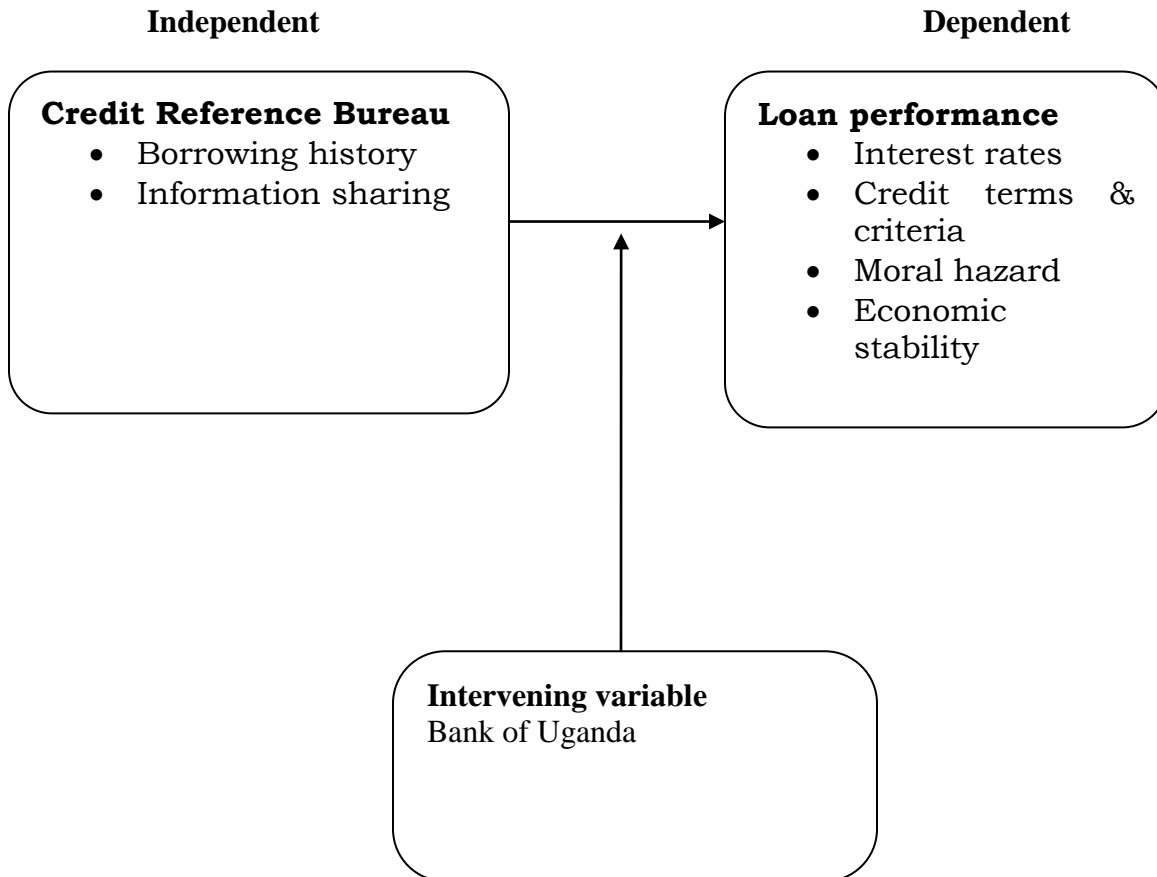 Independent
Dependent
Credit Reference Bureau
• Borrowing history
• Information sharing
Loan performance
• Interest rates
• Credit terms &
criteria
• Moral hazard
• Economic
stability
Intervening variable
Bank of Uganda